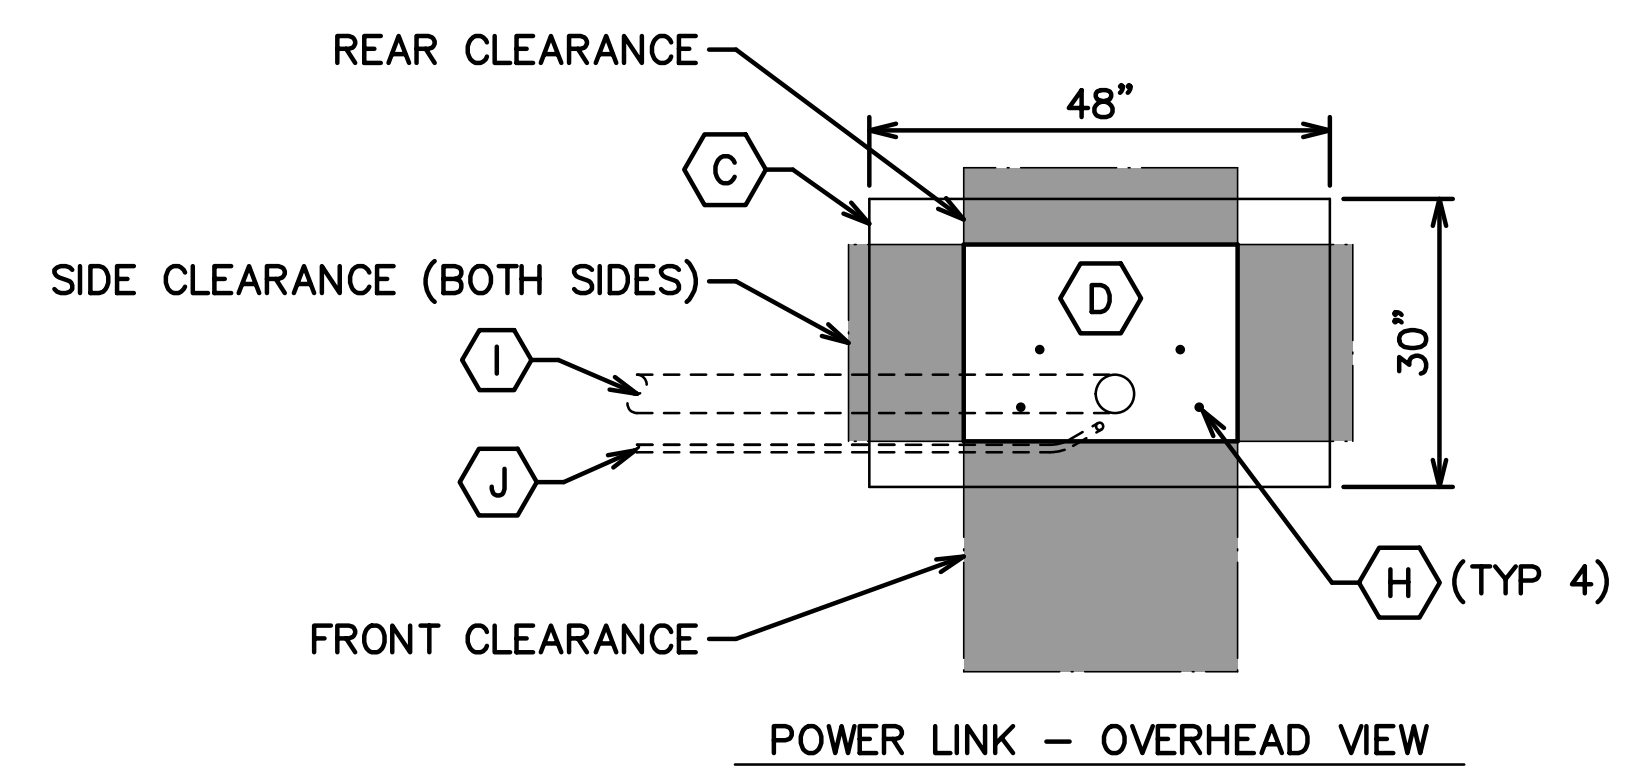 REAR CLEARANCE
48”
C
SIDE CLEARANCE (BOTH SIDES)
D
I
30”
J
H (TYP 4)
FRONT CLEARANCE
POWER LINK – OVERHEAD VIEW